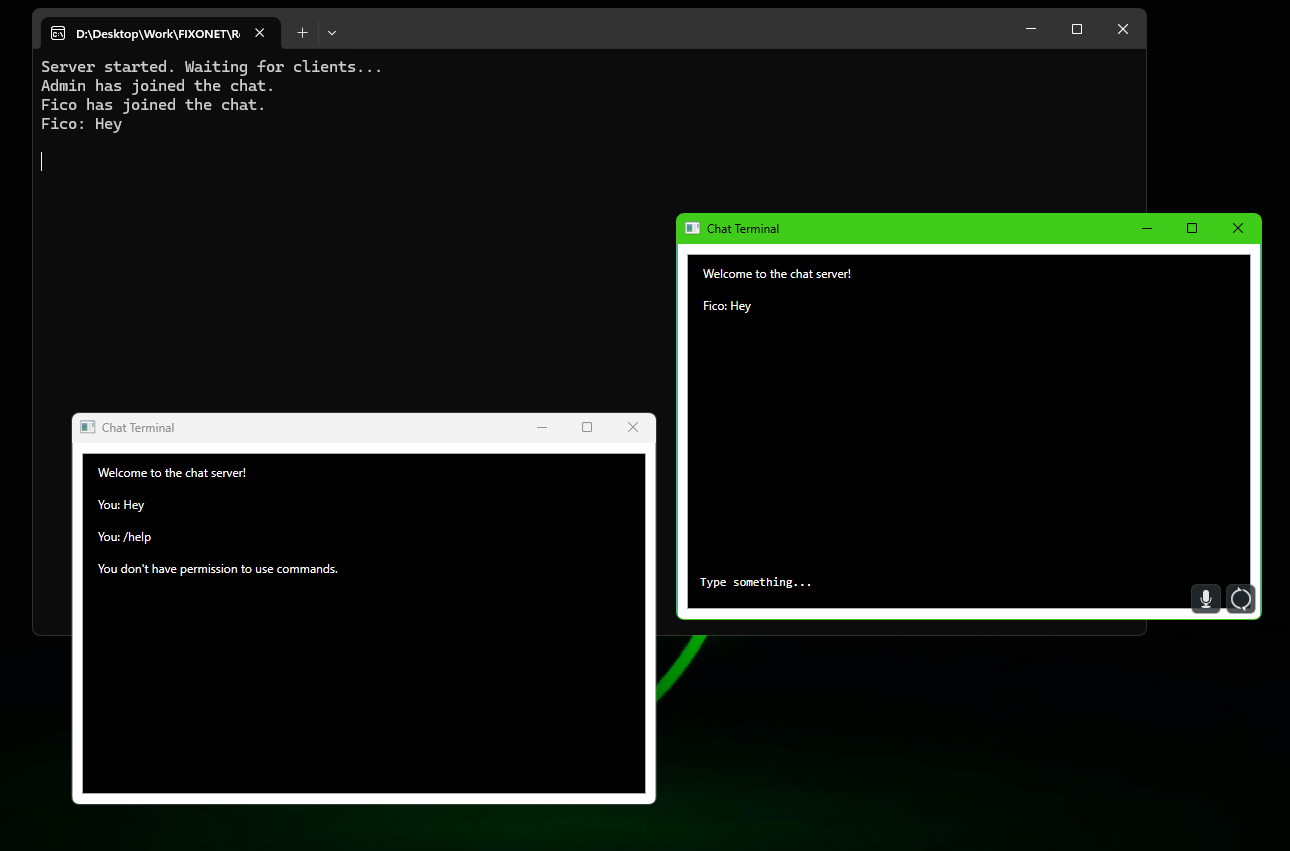 D:\Desktop\Work\FIXONET\R
Server started. Waiting for clients...
Admin has joined the chat.
Fico has joined the chat.
Fico: Hey
Chat Terminal
Welcome to the chat server!
Fico: Hey
Type something...
Chat Terminal
Welcome to the chat server!
You: Hey
You: /help
You don't have permission to use commands.